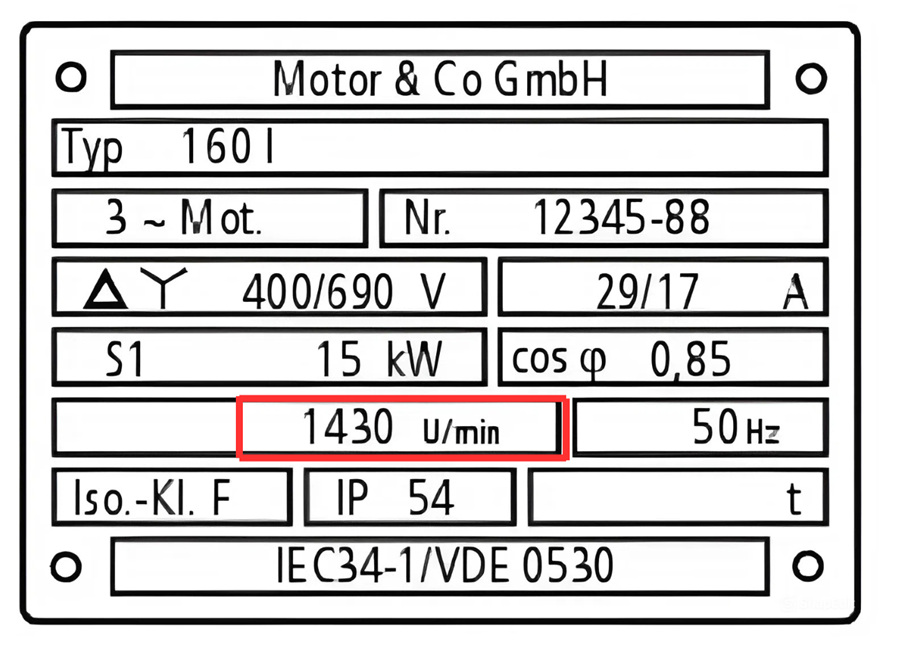 Motor & Co GmbH
Typ 160 l
3 ~ Mot. Nr. 12345-88
△ Y 400/690 V 29/17 A
S1 15 kW cos φ 0,85
1430 U/min 50 Hz
Iso.-Kl. F IP 54 t
IEC34-1/VDE 0530